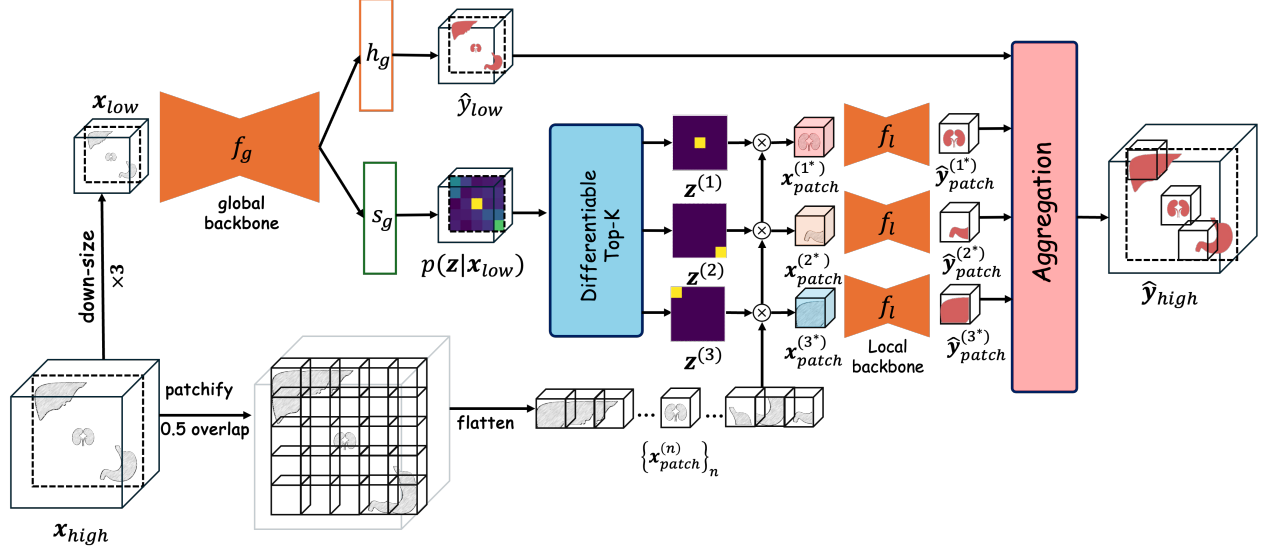 h_g
ŷ_low
x_low
f_g
global
backbone
down-size
×3
s_g
p(z|x_low)
Differentiable
Top-K
z^(1)
z^(2)
z^(3)
⊗
⊗
⊗
x_patch^(1*)
x_patch^(2*)
x_patch^(3*)
f_l
f_l
f_l
Local
backbone
ŷ_patch^(1*)
ŷ_patch^(2*)
ŷ_patch^(3*)
Aggregation
ŷ_high
x_high
patchify
0.5 overlap
flatten
...
...
{x_patch^(n)}_n